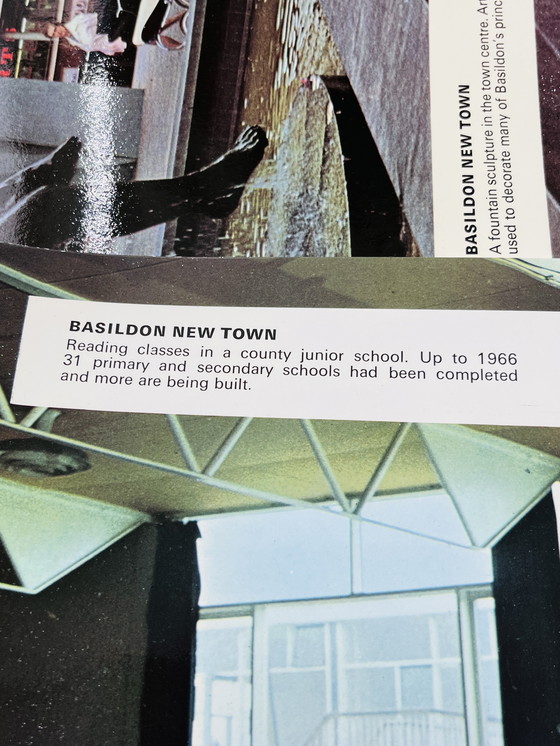 BASILDON NEW TOWN
A fountain sculpture in the town centre. 
used to decorate many of Basildon's
BASILDON NEW TOWN
Reading classes in a county junior school. Up to 1966
31 primary and secondary schools had been completed
and more are being built.